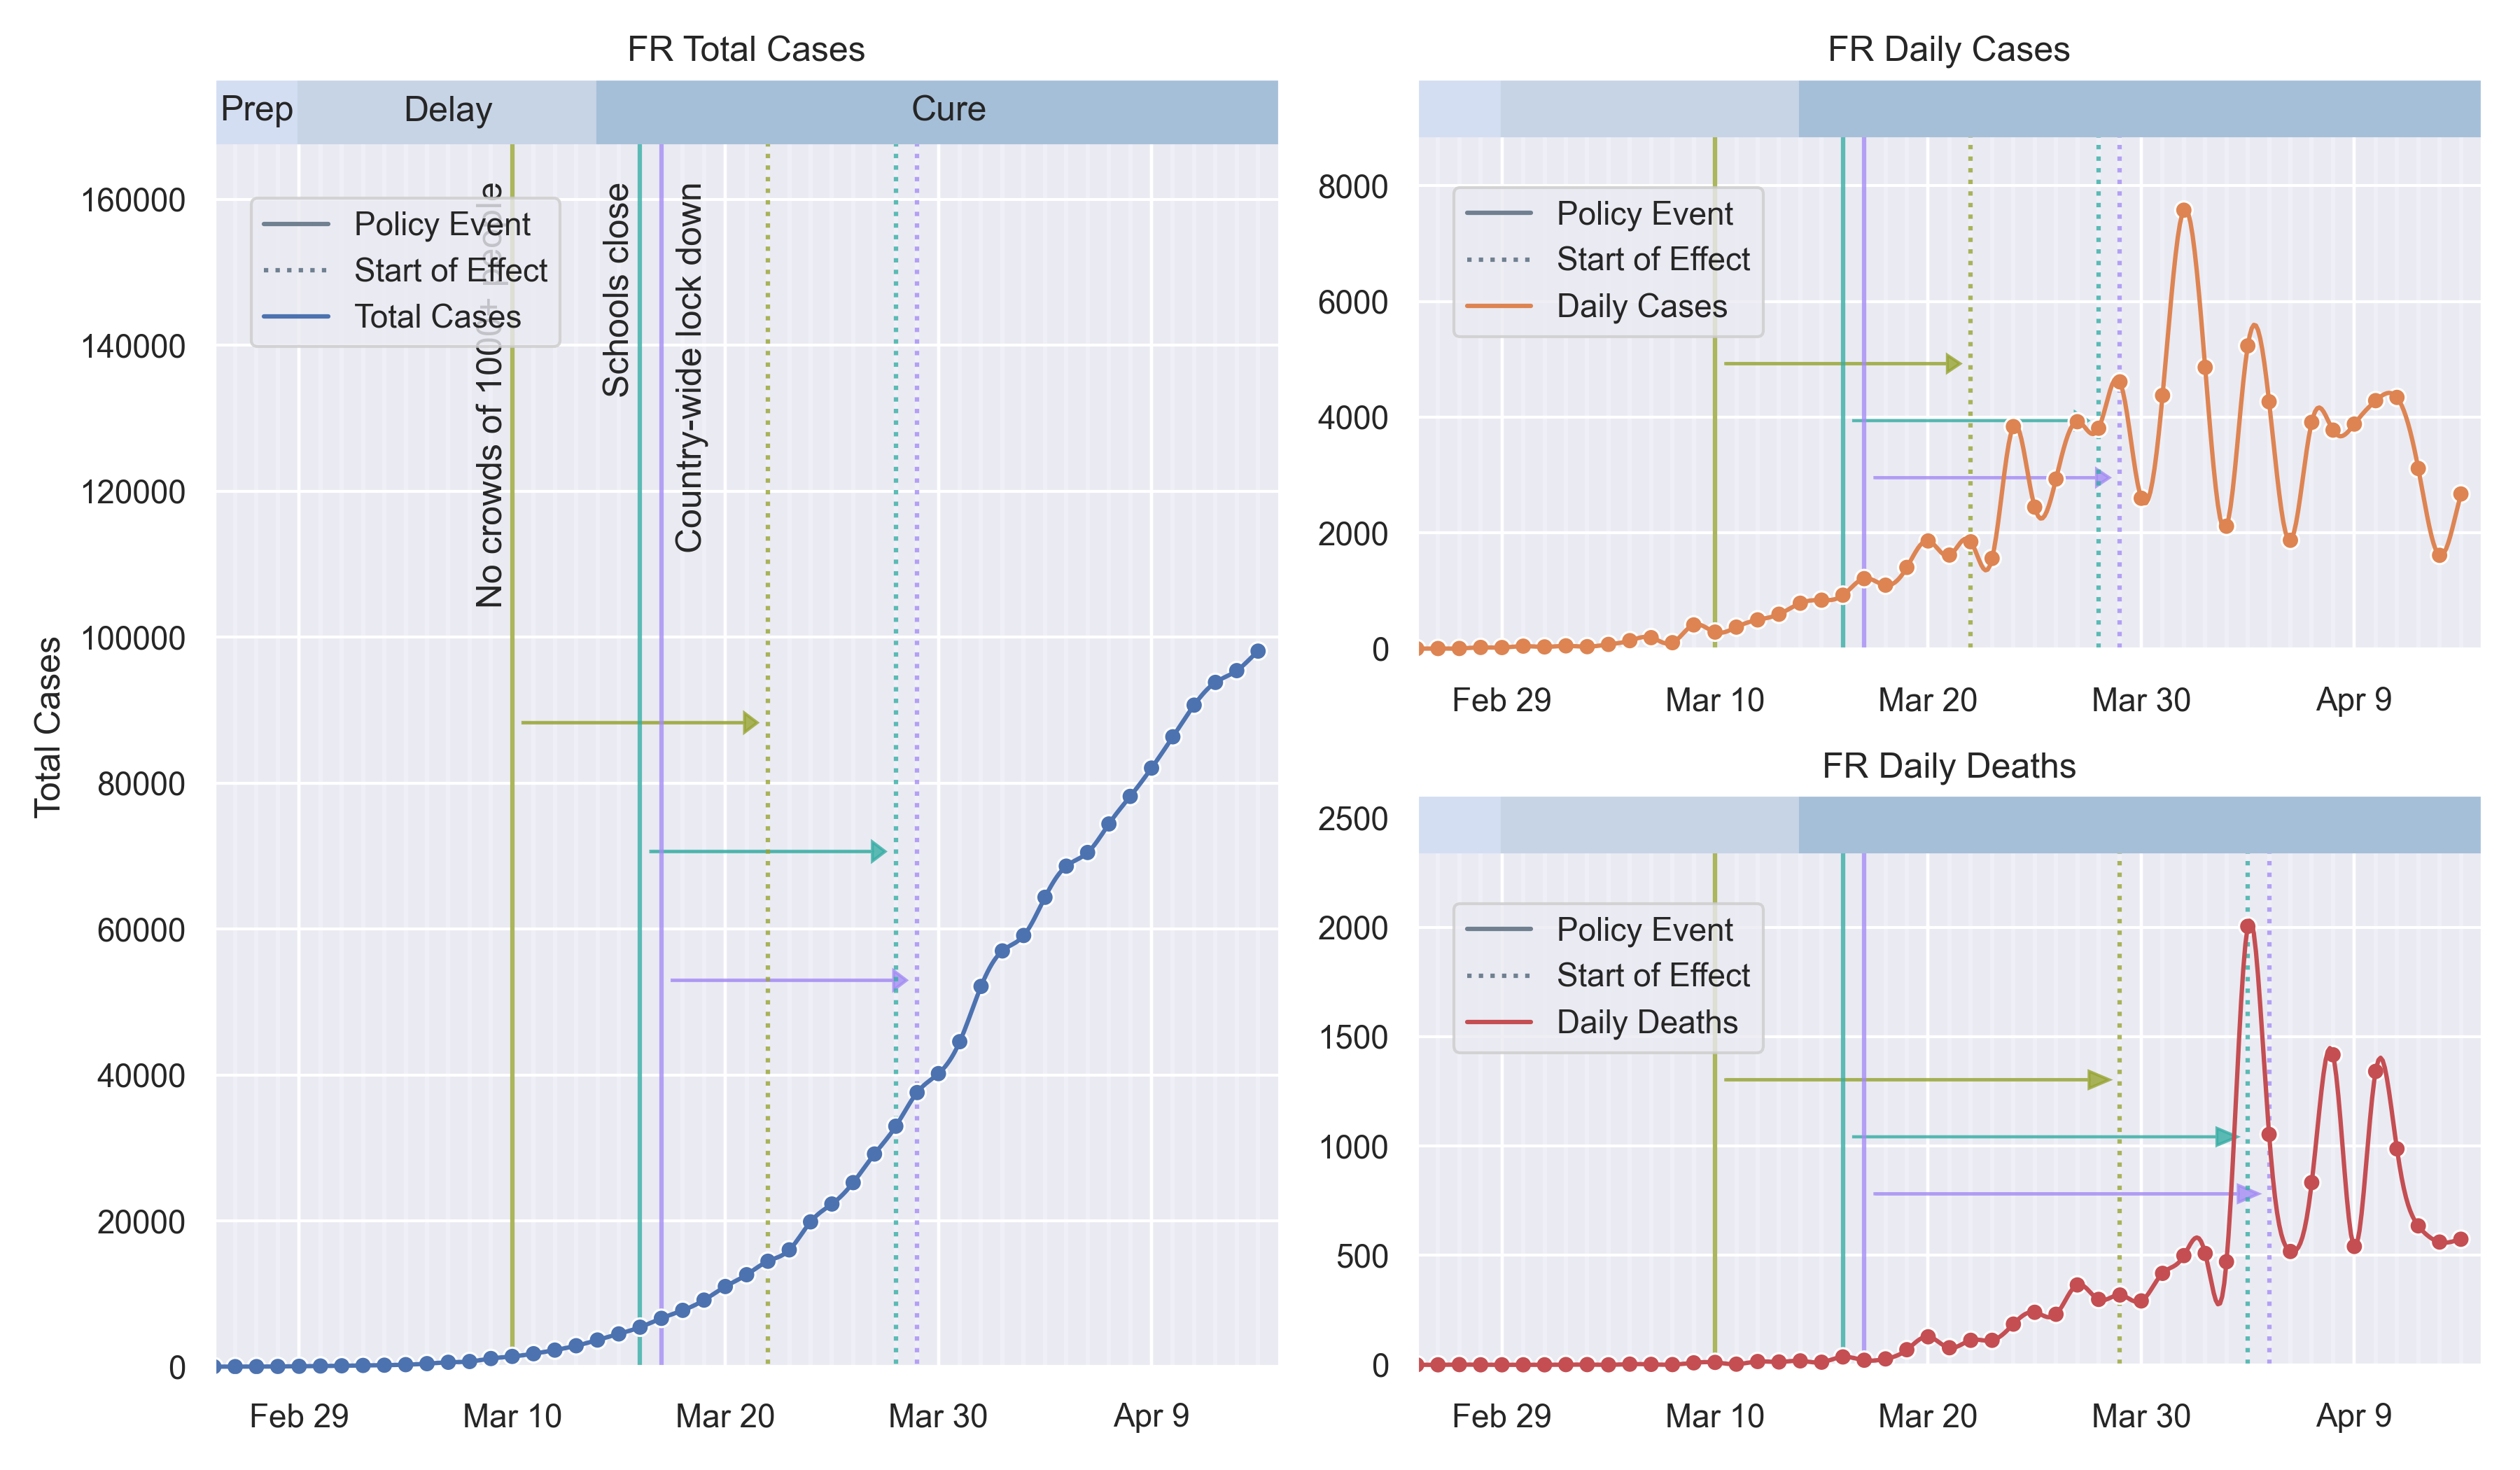 FR Total Cases
Prep
Delay
Cure
Policy Event
Start of Effect
Total Cases
No crowds of 1000+ people
Schools close
Country-wide lock down
Total Cases
160000
140000
120000
100000
80000
60000
40000
20000
0
Feb 29
Mar 10
Mar 20
Mar 30
Apr 9
FR Daily Cases
8000
6000
4000
2000
0
Policy Event
Start of Effect
Daily Cases
Feb 29
Mar 10
Mar 20
Mar 30
Apr 9
FR Daily Deaths
2500
2000
1500
1000
500
0
Policy Event
Start of Effect
Daily Deaths
Feb 29
Mar 10
Mar 20
Mar 30
Apr 9